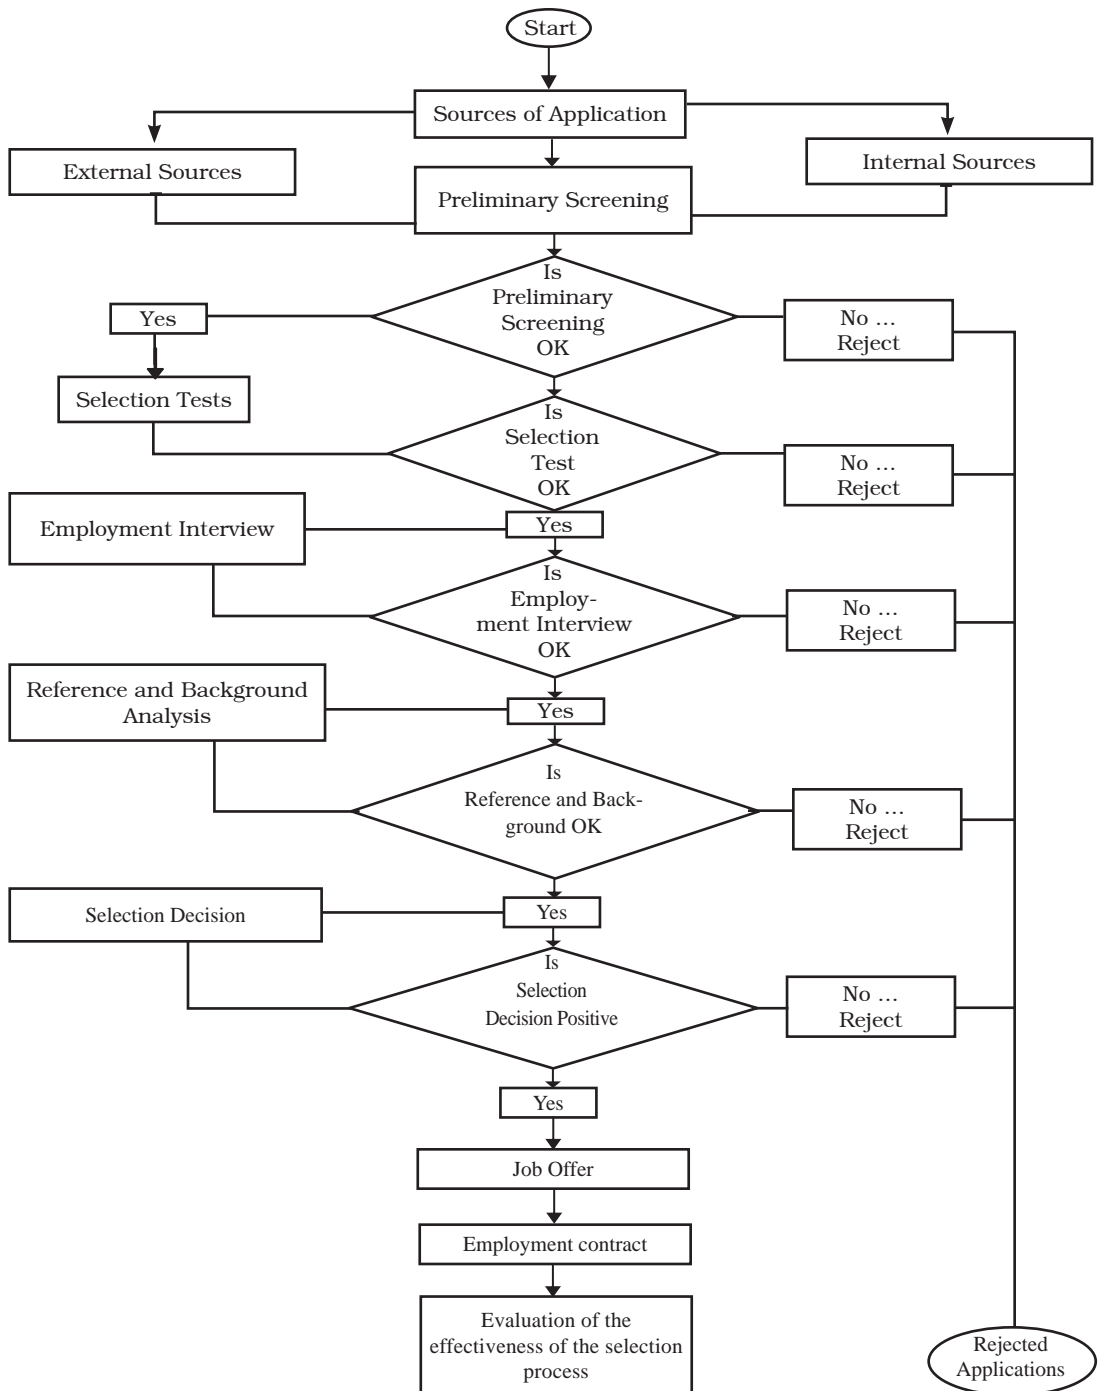 Start
Sources of Application
External Sources
Internal Sources
Preliminary Screening
Is
Preliminary
Screening
OK
Yes
No ...
Reject
Selection Tests
Is
Selection
Test
OK
No ...
Reject
Employment Interview
Yes
Is
Employ-
ment Interview
OK
No ...
Reject
Reference and Background
Analysis
Yes
Is
Reference and Back-
ground OK
No ...
Reject
Selection Decision
Yes
Is
Selection
Decision Positive
No ...
Reject
Yes
Job Offer
Employment contract
Evaluation of the
effectiveness of the selection
process
Rejected
Applications